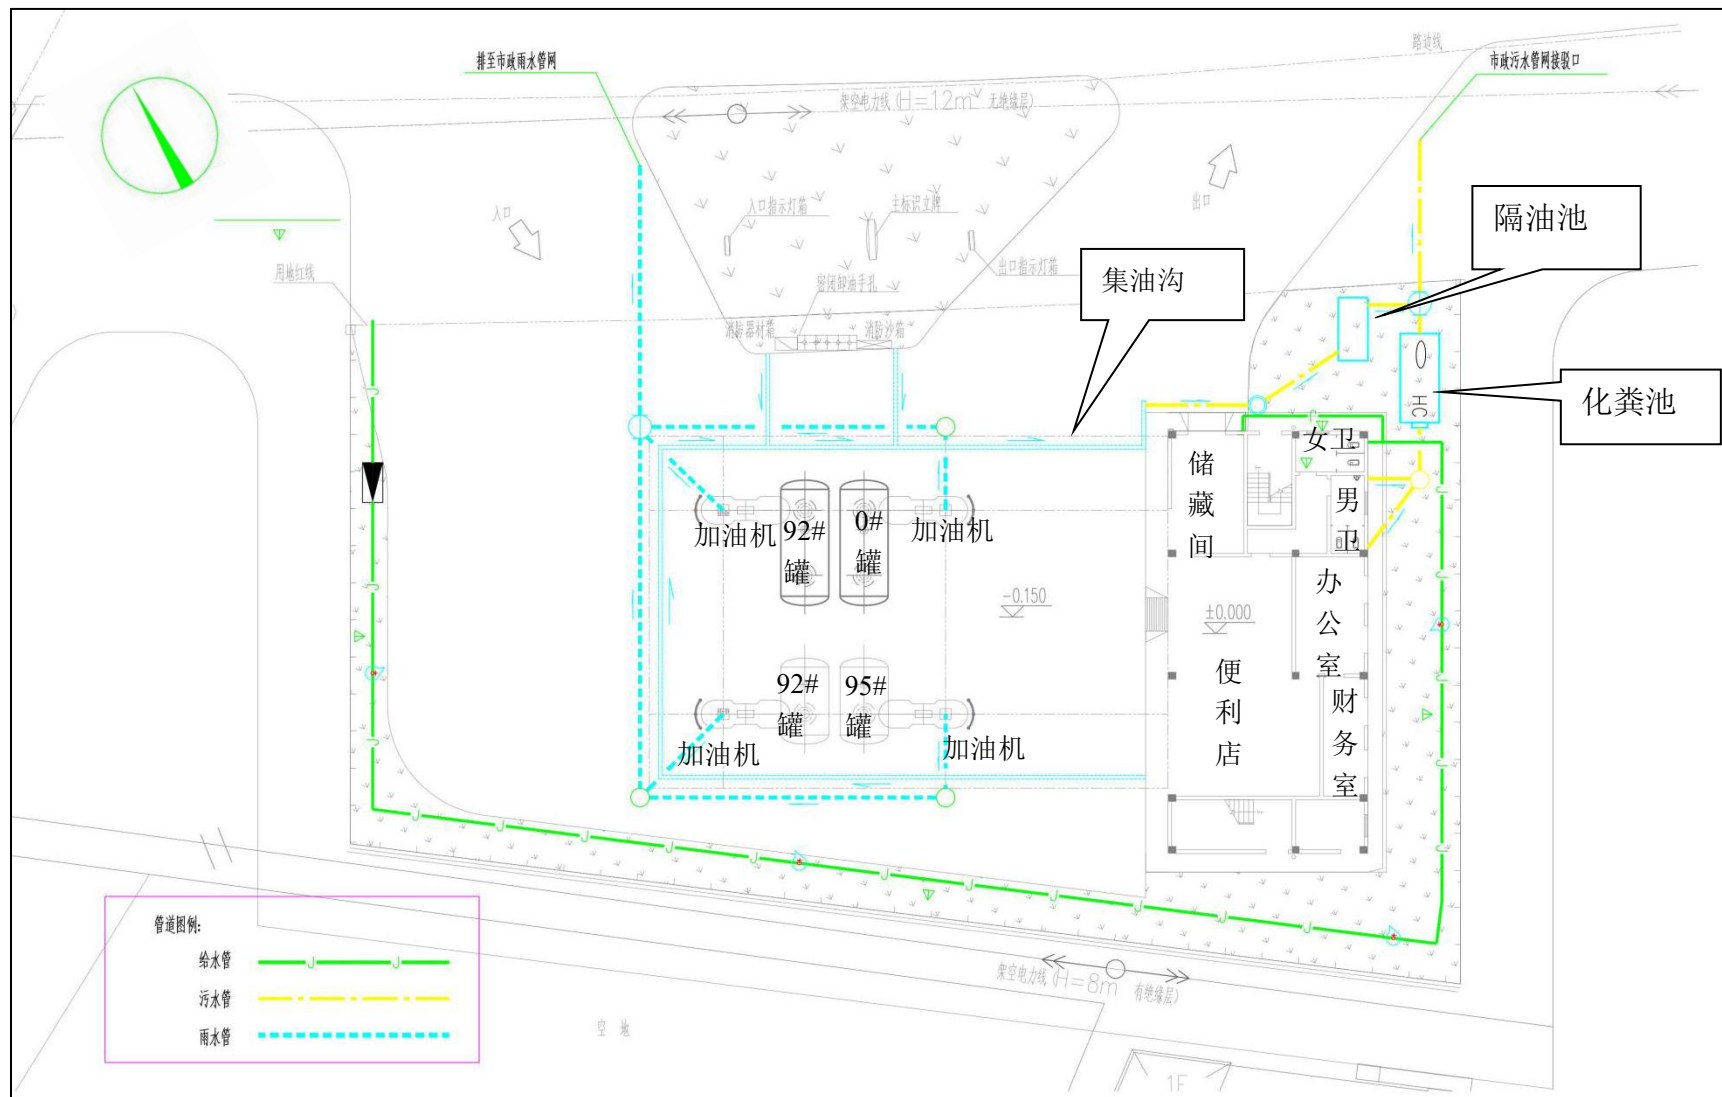 排至市政雨水管网
路边线
市政污水管网接驳口
架空电力线(H=12m 无绝缘层)
入口
入口指示灯箱
主标识立牌
出口
隔油池
用地红线
密闭卸油手孔
出口指示灯箱
集油沟
消防器材箱
消防沙箱
HC
化粪池
J
女卫
储藏间
男卫
加油机
92#罐
0#罐
加油机
-0.150
±0.000
办公室
便利店
财务室
92#罐
95#罐
加油机
加油机
管道图例:
给水管
J
J
污水管
雨水管
架空电力线(H=8m 有绝缘层)
空 地
1F